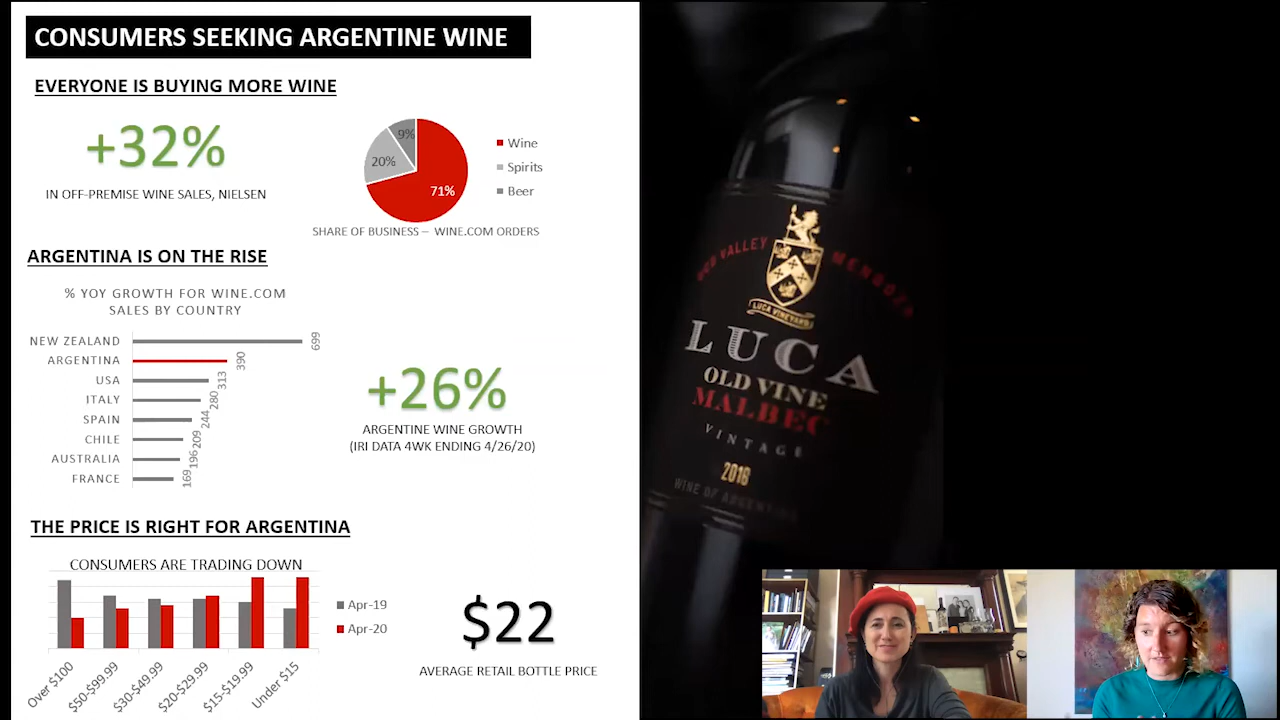 CONSUMERS SEEKING ARGENTINE WINE
EVERYONE IS BUYING MORE WINE
+32%
IN OFF-PREMISE WINE SALES, NIELSEN
9%
20%
71%
Wine
Spirits
Beer
SHARE OF BUSINESS – WINE.COM ORDERS
ARGENTINA IS ON THE RISE
% YOY GROWTH FOR WINE.COM
SALES BY COUNTRY
NEW ZEALAND 699
ARGENTINA 390
USA 313
ITALY 280
SPAIN 244
CHILE 209
AUSTRALIA 196
FRANCE 169
+26%
ARGENTINE WINE GROWTH
(IRI DATA 4WK ENDING 4/26/20)
THE PRICE IS RIGHT FOR ARGENTINA
CONSUMERS ARE TRADING DOWN
Apr-19
Apr-20
Over $100
$50-$99.99
$30-$49.99
$20-$29.99
$15-$19.99
Under $15
$22
AVERAGE RETAIL BOTTLE PRICE
UCO VALLEY MENDOZA
LUCA VINEYARD
LUCA
OLD VINE
MALBEC
VINTAGE
2018
WINE OF ARGENTINA